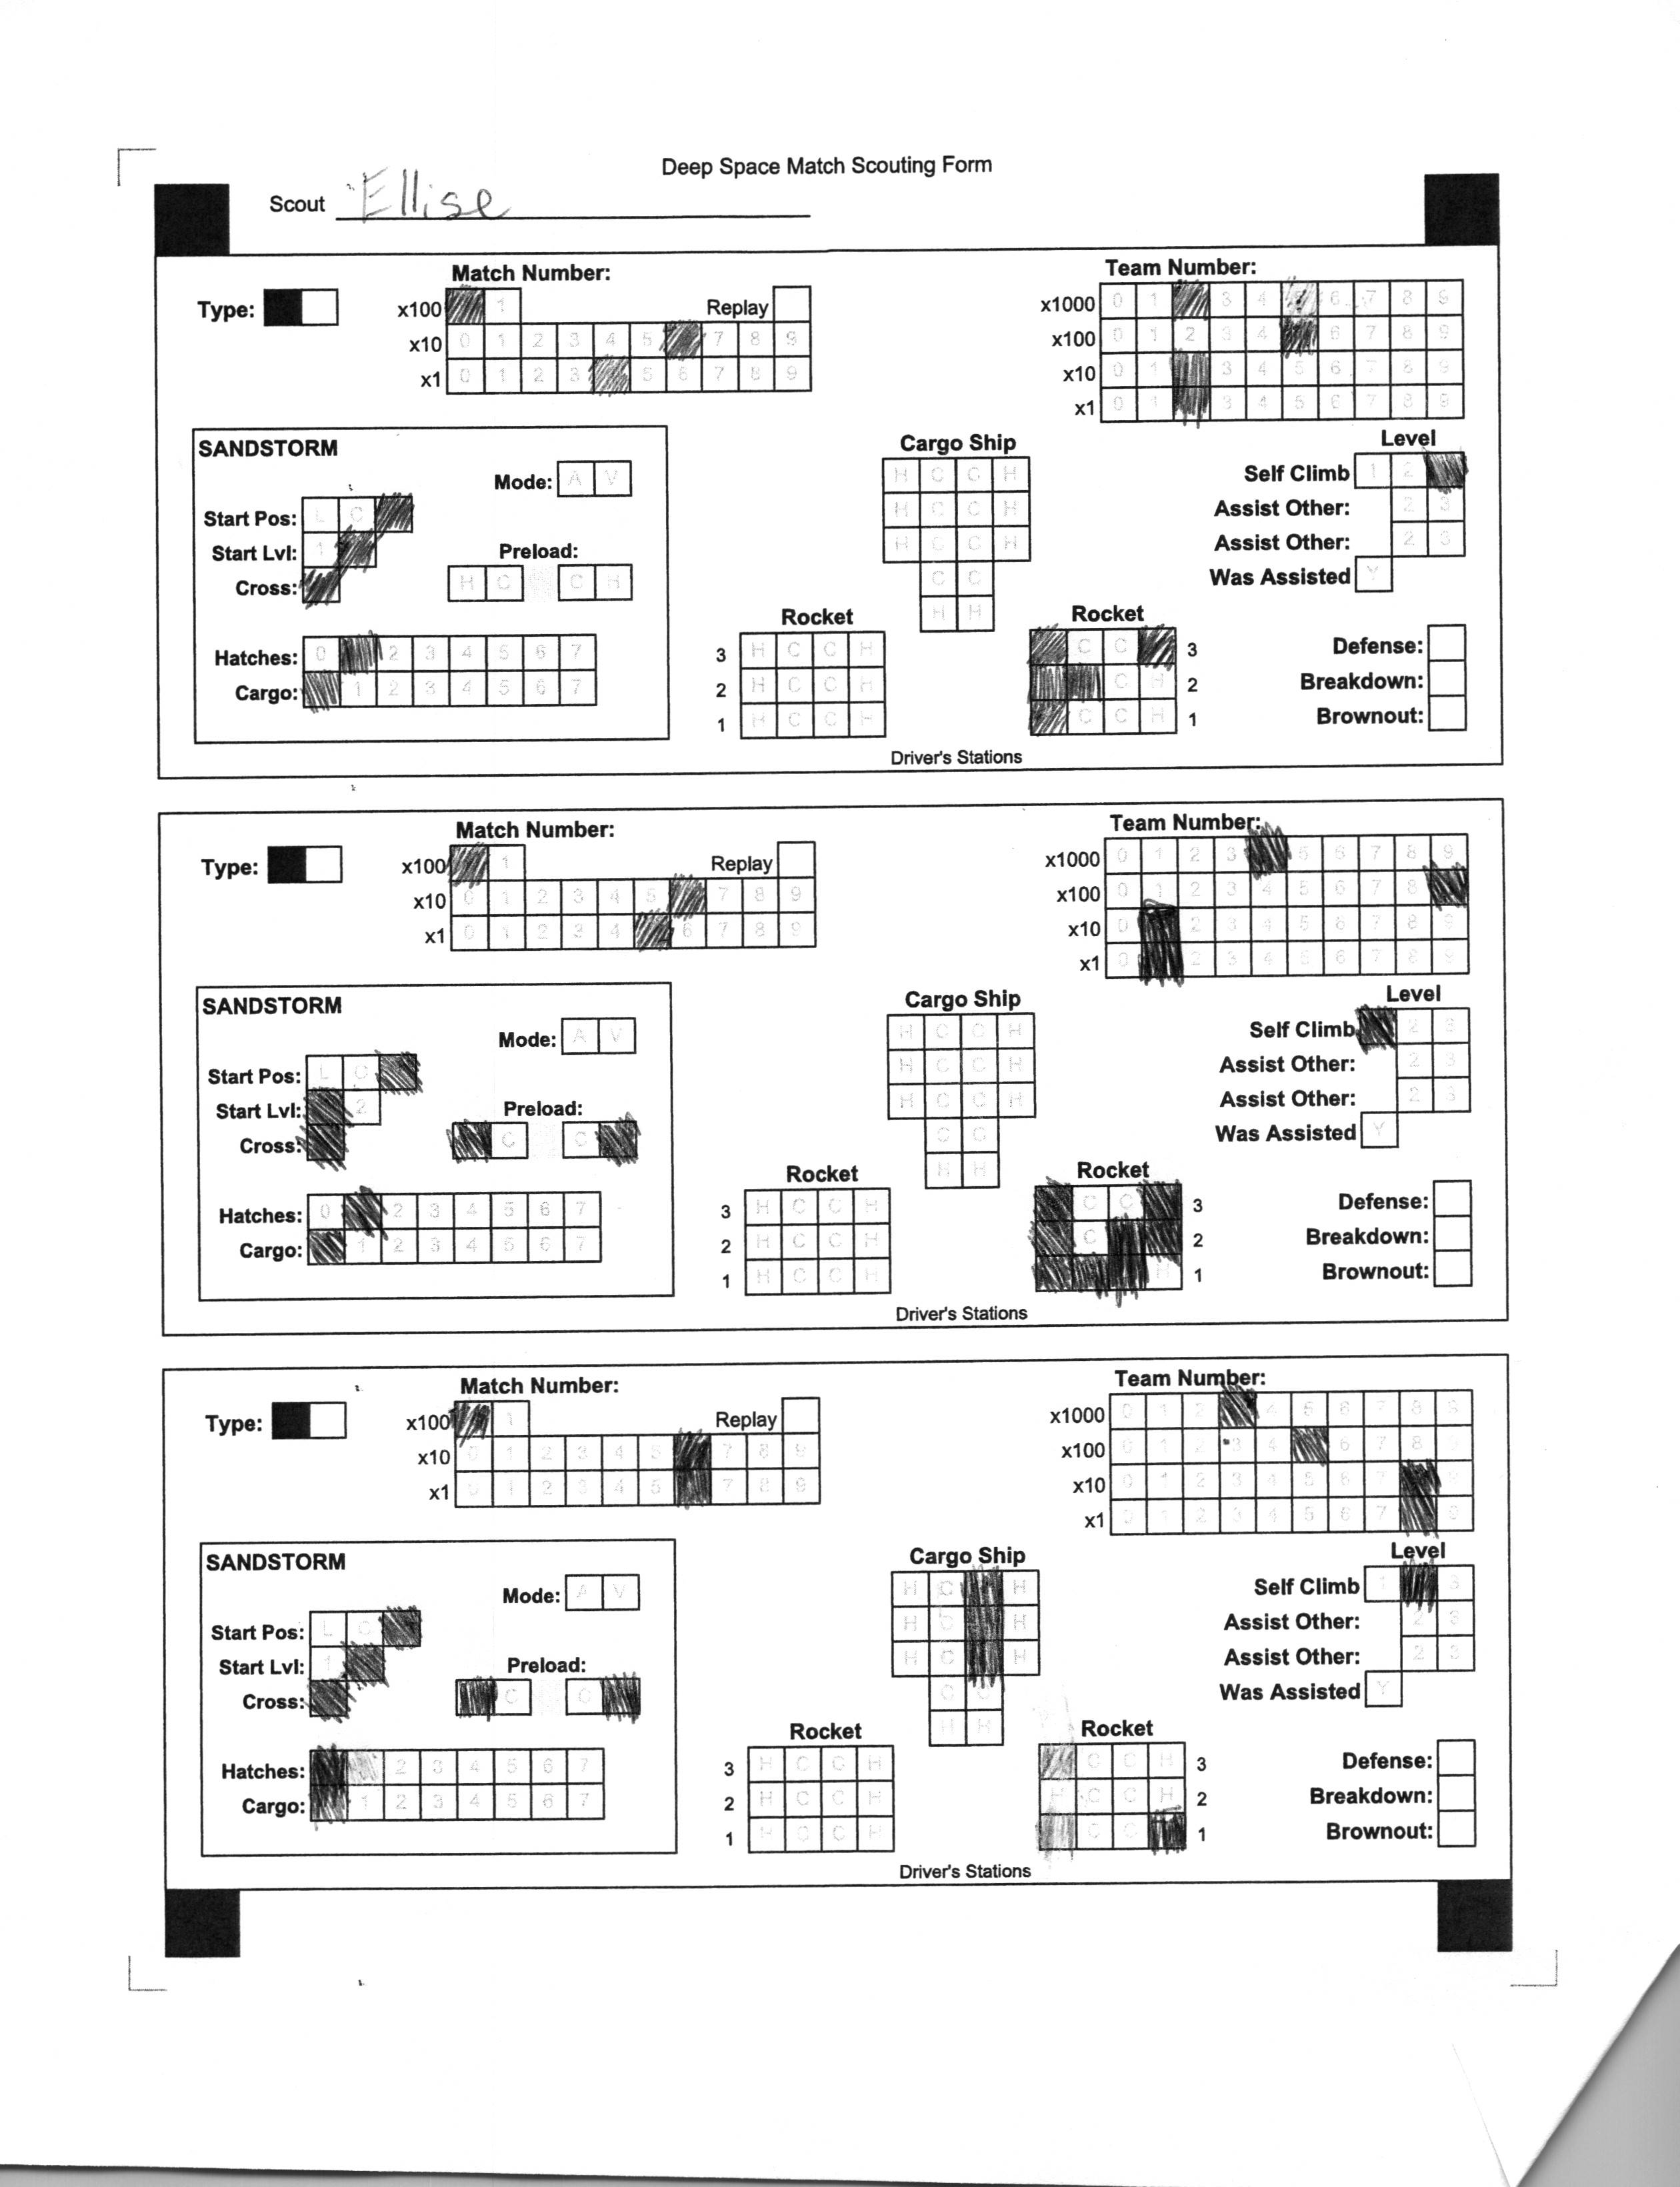 Deep Space Match Scouting Form
Scout Ellise
Match Number: Team Number:
Type: x100 1 Replay x1000 0 1 3 4 5 6 7 8 9
x10 0 1 2 3 4 5 7 8 9 x100 0 1 2 3 4 6 7 8 9
x1 0 1 2 3 5 6 7 8 9 x10 0 1 3 4 5 6 7 8 9
x1 0 1 3 4 5 6 7 8 9
SANDSTORM Cargo Ship Level
Mode: A V H C C H Self Climb 1 2
Start Pos: L C H C C H Assist Other: 2 3
Start Lvl: 1 Preload: H C C H Assist Other: 2 3
Cross: H C C H C C Was Assisted Y
H H
Rocket Rocket
Hatches: 0 2 3 4 5 6 7 3 H C C H C C 3 Defense:
Cargo: 1 2 3 4 5 6 7 2 H C C H C H 2 Breakdown:
1 H C C H C C H 1 Brownout:
Driver's Stations
Match Number: Team Number:
Type: x100 1 Replay x1000 0 1 2 3 5 6 7 8 9
x10 0 1 2 3 4 5 7 8 9 x100 0 1 2 3 4 5 6 7 8
x1 0 1 2 3 4 6 7 8 9 x10 0 2 3 4 5 6 7 8 9
x1 0 2 3 4 5 6 7 8 9
SANDSTORM Cargo Ship Level
Mode: A V H C C H Self Climb 2 3
Start Pos: L C H C C H Assist Other: 2 3
Start Lvl: 2 Preload: H C C H Assist Other: 2 3
Cross: C C C C Was Assisted Y
H H
Rocket Rocket
Hatches: 0 2 3 4 5 6 7 3 H C C H C C 3 Defense:
Cargo: 1 2 3 4 5 6 7 2 H C C H C 2 Breakdown:
1 H C C H H 1 Brownout:
Driver's Stations
Match Number: Team Number:
Type: x100 1 Replay x1000 0 1 2 4 5 6 7 8 9
x10 0 1 2 3 4 5 7 8 9 x100 0 1 2 3 4 6 7 8 9
x1 0 1 2 3 4 5 7 8 9 x10 0 1 2 3 4 5 6 7 9
x1 0 1 2 3 4 5 6 7 9
SANDSTORM Cargo Ship Level
Mode: A V H C H Self Climb 1 3
Start Pos: L C H C H Assist Other: 2 3
Start Lvl: 1 Preload: H C H Assist Other: 2 3
Cross: C C C C Was Assisted Y
H H
Rocket Rocket
Hatches: 2 3 4 5 6 7 3 H C C H C C H 3 Defense:
Cargo: 1 2 3 4 5 6 7 2 H C C H H C C H 2 Breakdown:
1 H C C H C C 1 Brownout:
Driver's Stations